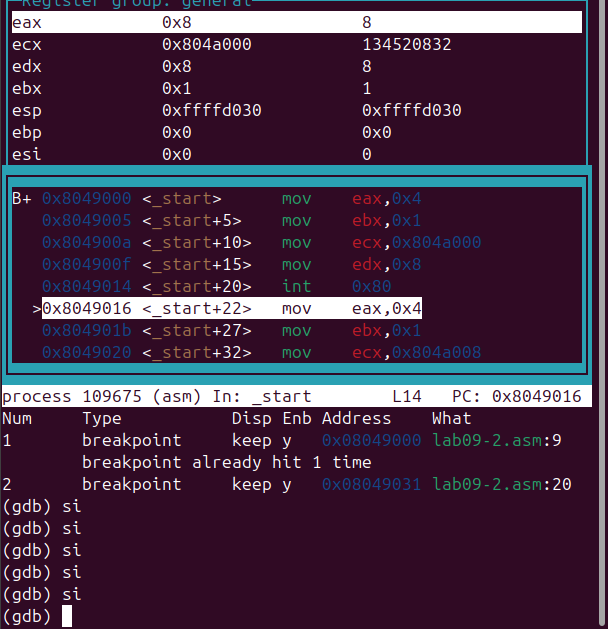 Register group: general
eax 0x8 8
ecx 0x804a000 134520832
edx 0x8 8
ebx 0x1 1
esp 0xffffd030 0xffffd030
ebp 0x0 0x0
esi 0x0 0
B+ 0x8049000 <_start> mov eax,0x4
0x8049005 <_start+5> mov ebx,0x1
0x804900a <_start+10> mov ecx,0x804a000
0x804900f <_start+15> mov edx,0x8
0x8049014 <_start+20> int 0x80
>0x8049016 <_start+22> mov eax,0x4
0x804901b <_start+27> mov ebx,0x1
0x8049020 <_start+32> mov ecx,0x804a008
process 109675 (asm) In: _start L14 PC: 0x8049016
Num Type Disp Enb Address What
1 breakpoint keep y 0x08049000 lab09-2.asm:9
breakpoint already hit 1 time
2 breakpoint keep y 0x08049031 lab09-2.asm:20
(gdb) si
(gdb) si
(gdb) si
(gdb) si
(gdb) si
(gdb)